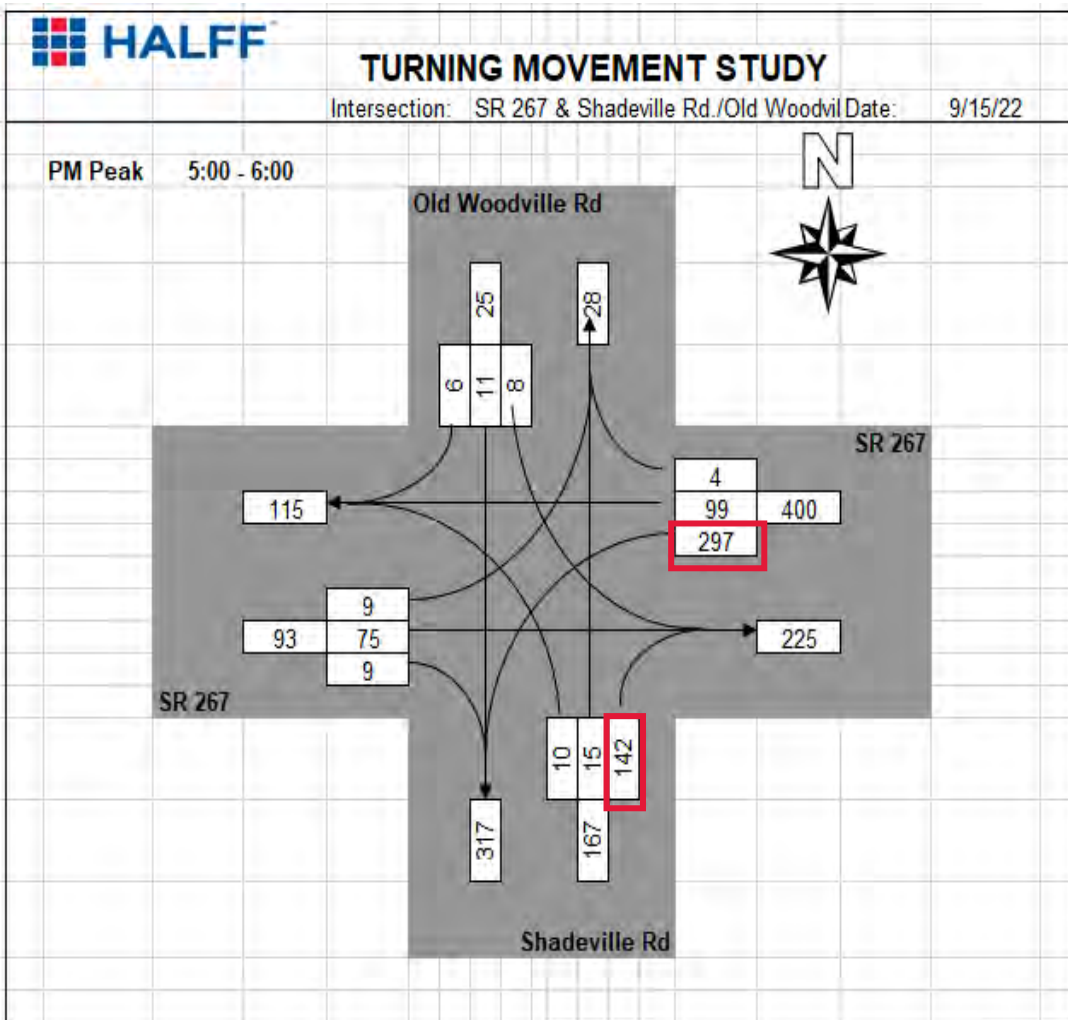 HALFF
TURNING MOVEMENT STUDY
Intersection: SR 267 & Shadeville Rd./Old Woodvil Date: 9/15/22
N
PM Peak 5:00 - 6:00
Old Woodville Rd
25
28
6 11 8
SR 267
4
115
99 400
297
9
93 75
225
9
SR 267
10 15 142
317
167
Shadeville Rd